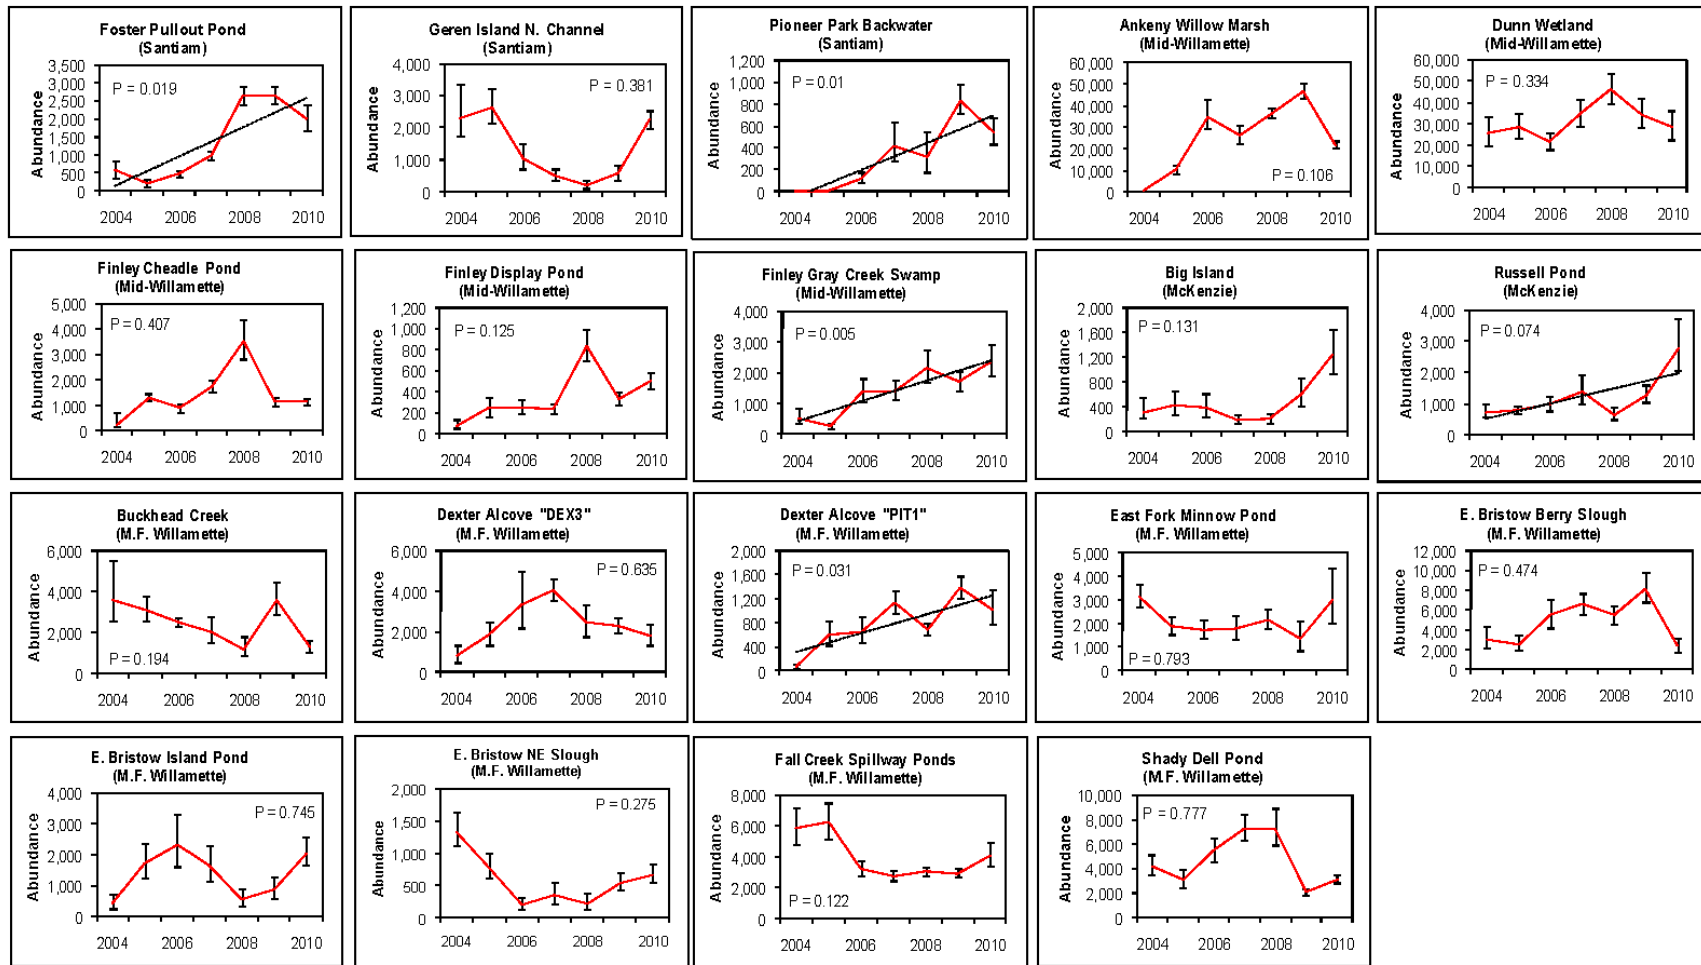 Foster Pullout Pond
(Santiam)
3,500
3,000
2,500
2,000
1,500
1,000
500
0
Abundance
P = 0.019
2004 2006 2008 2010
Geren Island N. Channel
(Santiam)
4,000
3,000
2,000
1,000
0
Abundance
P = 0.381
2004 2006 2008 2010
Pioneer Park Backwater
(Santiam)
1,200
1,000
800
600
400
200
0
Abundance
P = 0.01
2004 2006 2008 2010
Ankeny Willow Marsh
(Mid-Willamette)
60,000
50,000
40,000
30,000
20,000
10,000
0
Abundance
P = 0.106
2004 2006 2008 2010
Dunn Wetland
(Mid-Willamette)
60,000
50,000
40,000
30,000
20,000
10,000
0
Abundance
P = 0.334
2004 2006 2008 2010
Finley Cheadle Pond
(Mid-Willamette)
5,000
4,000
3,000
2,000
1,000
0
Abundance
P = 0.407
2004 2006 2008 2010
Finley Display Pond
(Mid-Willamette)
1,200
1,000
800
600
400
200
0
Abundance
P = 0.125
2004 2006 2008 2010
Finley Gray Creek Swamp
(Mid-Willamette)
4,000
3,000
2,000
1,000
0
Abundance
P = 0.005
2004 2006 2008 2010
Big Island
(McKenzie)
2,000
1,600
1,200
800
400
0
Abundance
P = 0.131
2004 2006 2008 2010
Russell Pond
(McKenzie)
4,000
3,000
2,000
1,000
0
Abundance
P = 0.074
2004 2006 2008 2010
Buckhead Creek
(M.F. Willamette)
6,000
4,000
2,000
0
Abundance
P = 0.194
2004 2006 2008 2010
Dexter Alcove "DEX3"
(M.F. Willamette)
6,000
4,000
2,000
0
Abundance
P = 0.635
2004 2006 2008 2010
Dexter Alcove "PIT1"
(M.F. Willamette)
2,000
1,600
1,200
800
400
0
Abundance
P = 0.031
2004 2006 2008 2010
East Fork Minnow Pond
(M.F. Willamette)
5,000
4,000
3,000
2,000
1,000
0
Abundance
P = 0.793
2004 2006 2008 2010
E. Bristow Berry Slough
(M.F. Willamette)
12,000
10,000
8,000
6,000
4,000
2,000
0
Abundance
P = 0.474
2004 2006 2008 2010
E. Bristow Island Pond
(M.F. Willamette)
4,000
3,000
2,000
1,000
0
Abundance
P = 0.745
2004 2006 2008 2010
E. Bristow NE Slough
(M.F. Willamette)
2,000
1,500
1,000
500
0
Abundance
P = 0.275
2004 2006 2008 2010
Fall Creek Spillway Ponds
(M.F. Willamette)
8,000
6,000
4,000
2,000
0
Abundance
P = 0.122
2004 2006 2008 2010
Shady Dell Pond
(M.F. Willamette)
10,000
8,000
6,000
4,000
2,000
0
Abundance
P = 0.777
2004 2006 2008 2010